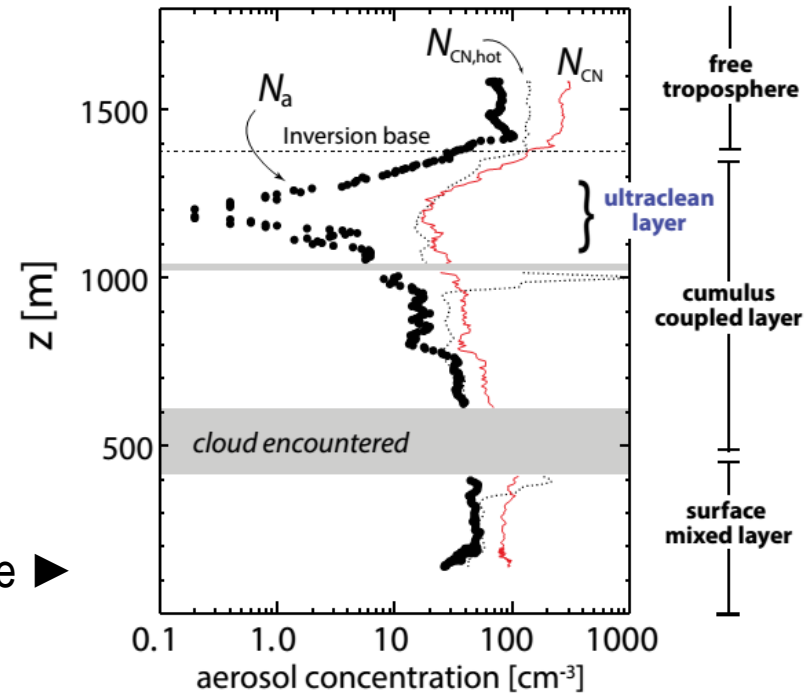 N_CN,hot
N_CN
N_a
Inversion base
ultraclean
layer
cloud encountered
1500
1000
500
z [m]
0.1 1.0 10 100 1000
aerosol concentration [cm⁻³]
free
troposphere
cumulus
coupled layer
surface
mixed layer
e ►